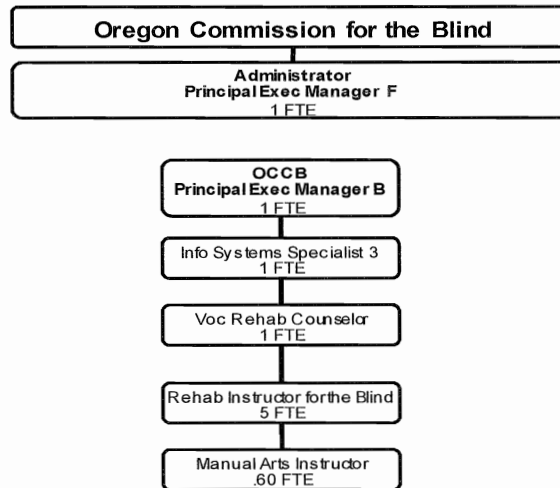 Oregon Commission for the Blind
Administrator
Principal Exec Manager F
1 FTE
OCCB
Principal Exec Manager B
1 FTE
Info Systems Specialist 3
1 FTE
Voc Rehab Counselor
1 FTE
Rehab Instructor for the Blind
5 FTE
Manual Arts Instructor
.60 FTE